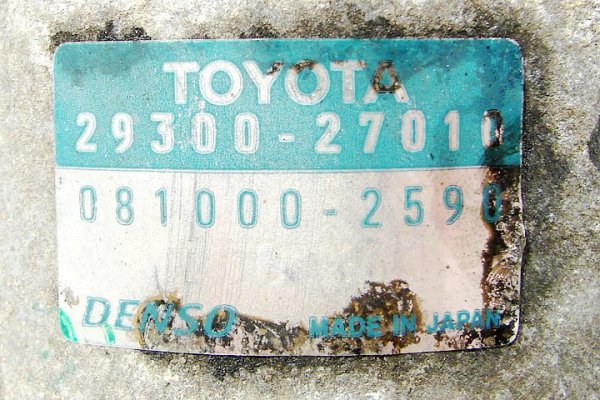 TOYOTA
29300-27010
081000-2590
DENSO MADE IN JAPAN